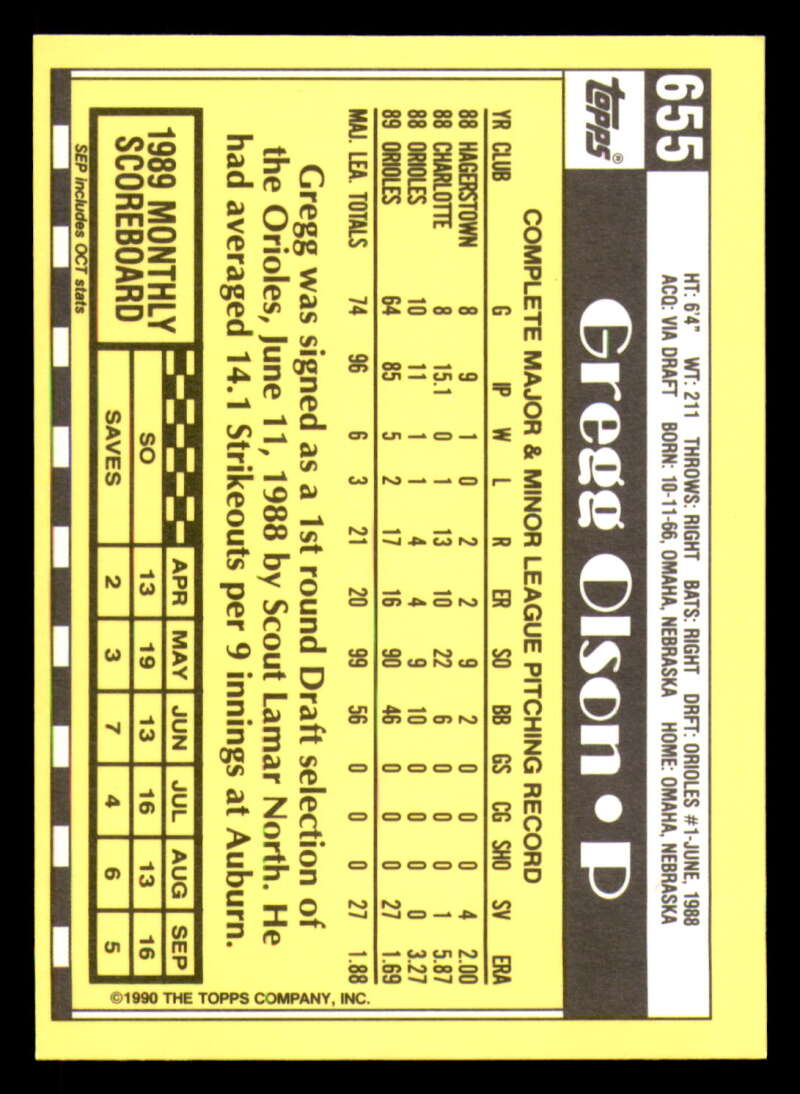 655
HT: 6'4" WT: 211 THROWS: RIGHT BATS: RIGHT DRFT: ORIOLES #1-JUNE, 1988
ACQ: VIA DRAFT BORN: 10-11-66, OMAHA, NEBRASKA HOME: OMAHA, NEBRASKA
topps®
Gregg Olson • P
COMPLETE MAJOR & MINOR LEAGUE PITCHING RECORD
YR CLUB G IP W L R ER SO BB GS CG SHO SV ERA
88 HAGERSTOWN 8 9 1 0 2 2 9 2 0 0 0 4 2.00
88 CHARLOTTE 8 15.1 0 1 13 10 22 6 0 0 0 1 5.87
88 ORIOLES 10 11 1 1 4 4 9 10 0 0 0 0 3.27
89 ORIOLES 64 85 5 2 17 16 90 46 0 0 0 27 1.69
MAJ. LEA. TOTALS 74 96 6 3 21 20 99 56 0 0 0 27 1.88
Gregg was signed as a 1st round Draft selection of
the Orioles, June 11, 1988 by Scout Lamar North. He
had averaged 14.1 Strikeouts per 9 innings at Auburn.
1989 MONTHLY
SCOREBOARD
APR MAY JUN JUL AUG SEP
SO 13 19 13 16 13 16
SAVES 2 3 7 4 6 5
SEP includes OCT stats
©1990 THE TOPPS COMPANY, INC.